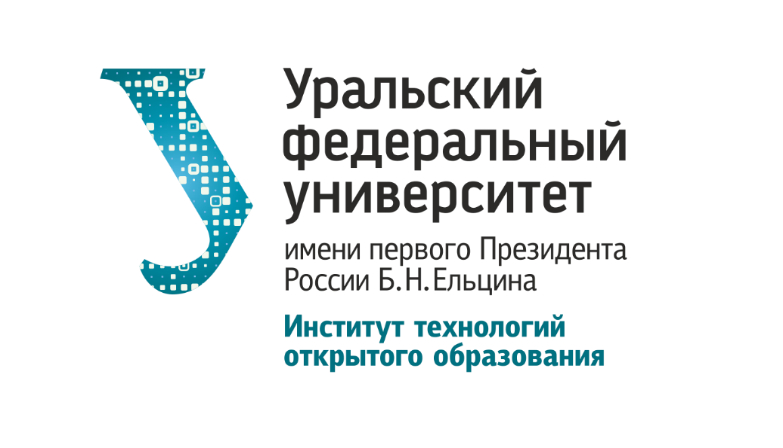 Уральский
федеральный
университет
имени первого Президента
России Б.Н.Ельцина
Институт технологий
открытого образования